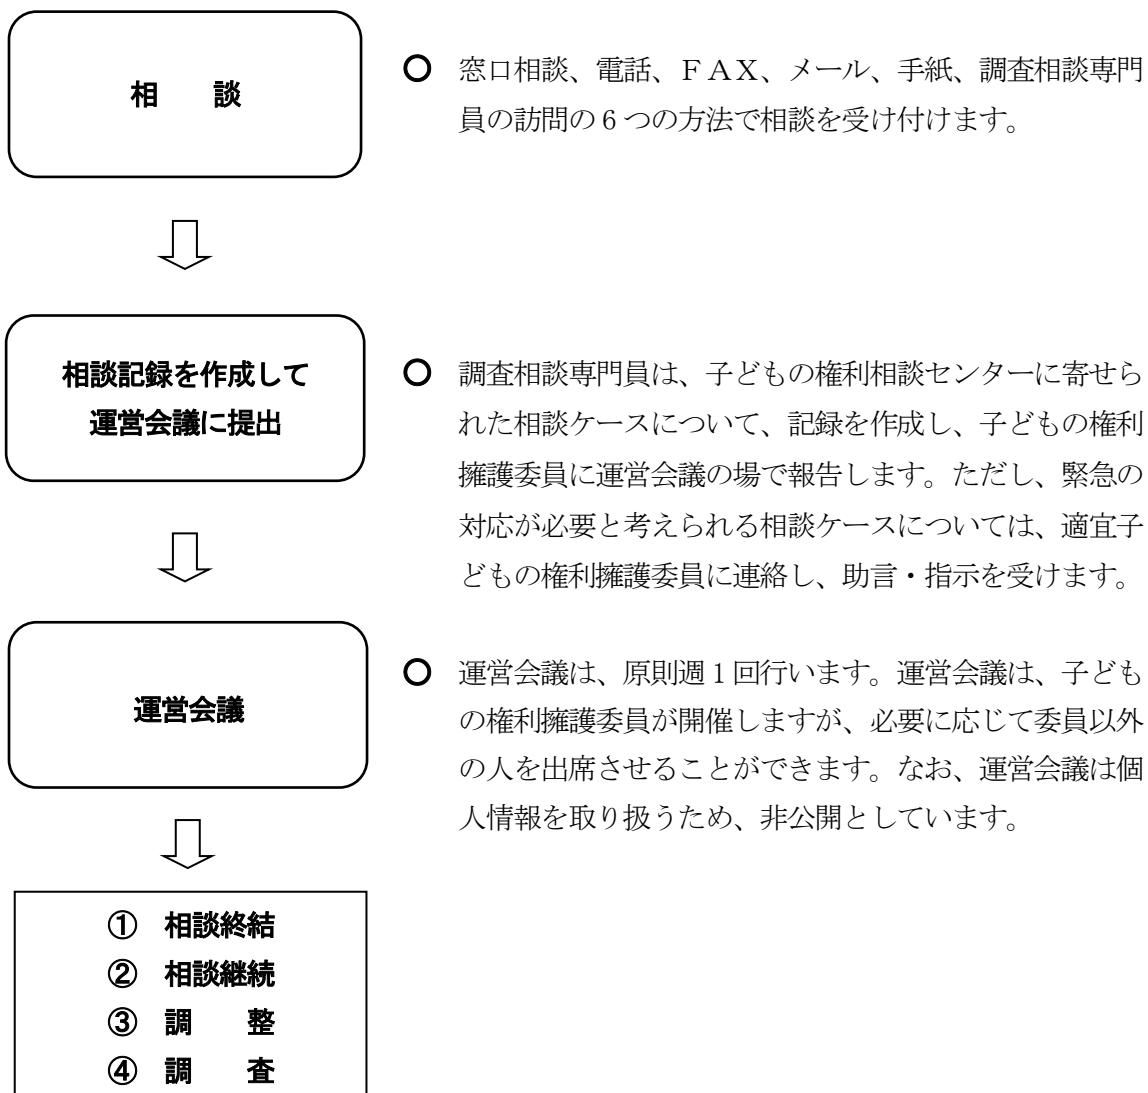 相　　談
〇　窓口相談、電話、ＦＡＸ、メール、手紙、調査相談専門
員の訪問の６つの方法で相談を受け付けます。
相談記録を作成して
運営会議に提出
〇　調査相談専門員は、子どもの権利相談センターに寄せら
れた相談ケースについて、記録を作成し、子どもの権利
擁護委員に運営会議の場で報告します。ただし、緊急の
対応が必要と考えられる相談ケースについては、適宜子
どもの権利擁護委員に連絡し、助言・指示を受けます。
運営会議
〇　運営会議は、原則週１回行います。運営会議は、子ども
の権利擁護委員が開催しますが、必要に応じて委員以外
の人を出席させることができます。なお、運営会議は個
人情報を取り扱うため、非公開としています。
①　相談終結
②　相談継続
③　調　　整
④　調　　査